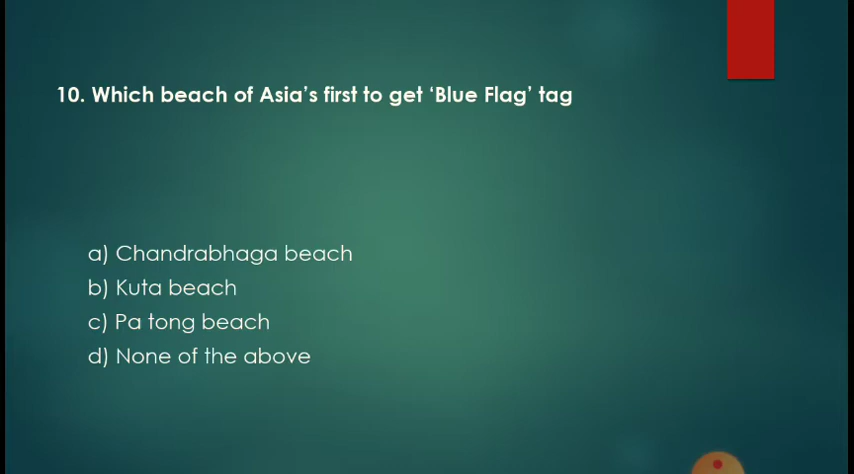 10. Which beach of Asia’s first to get ‘Blue Flag’ tag
a) Chandrabhaga beach
b) Kuta beach
c) Pa tong beach
d) None of the above